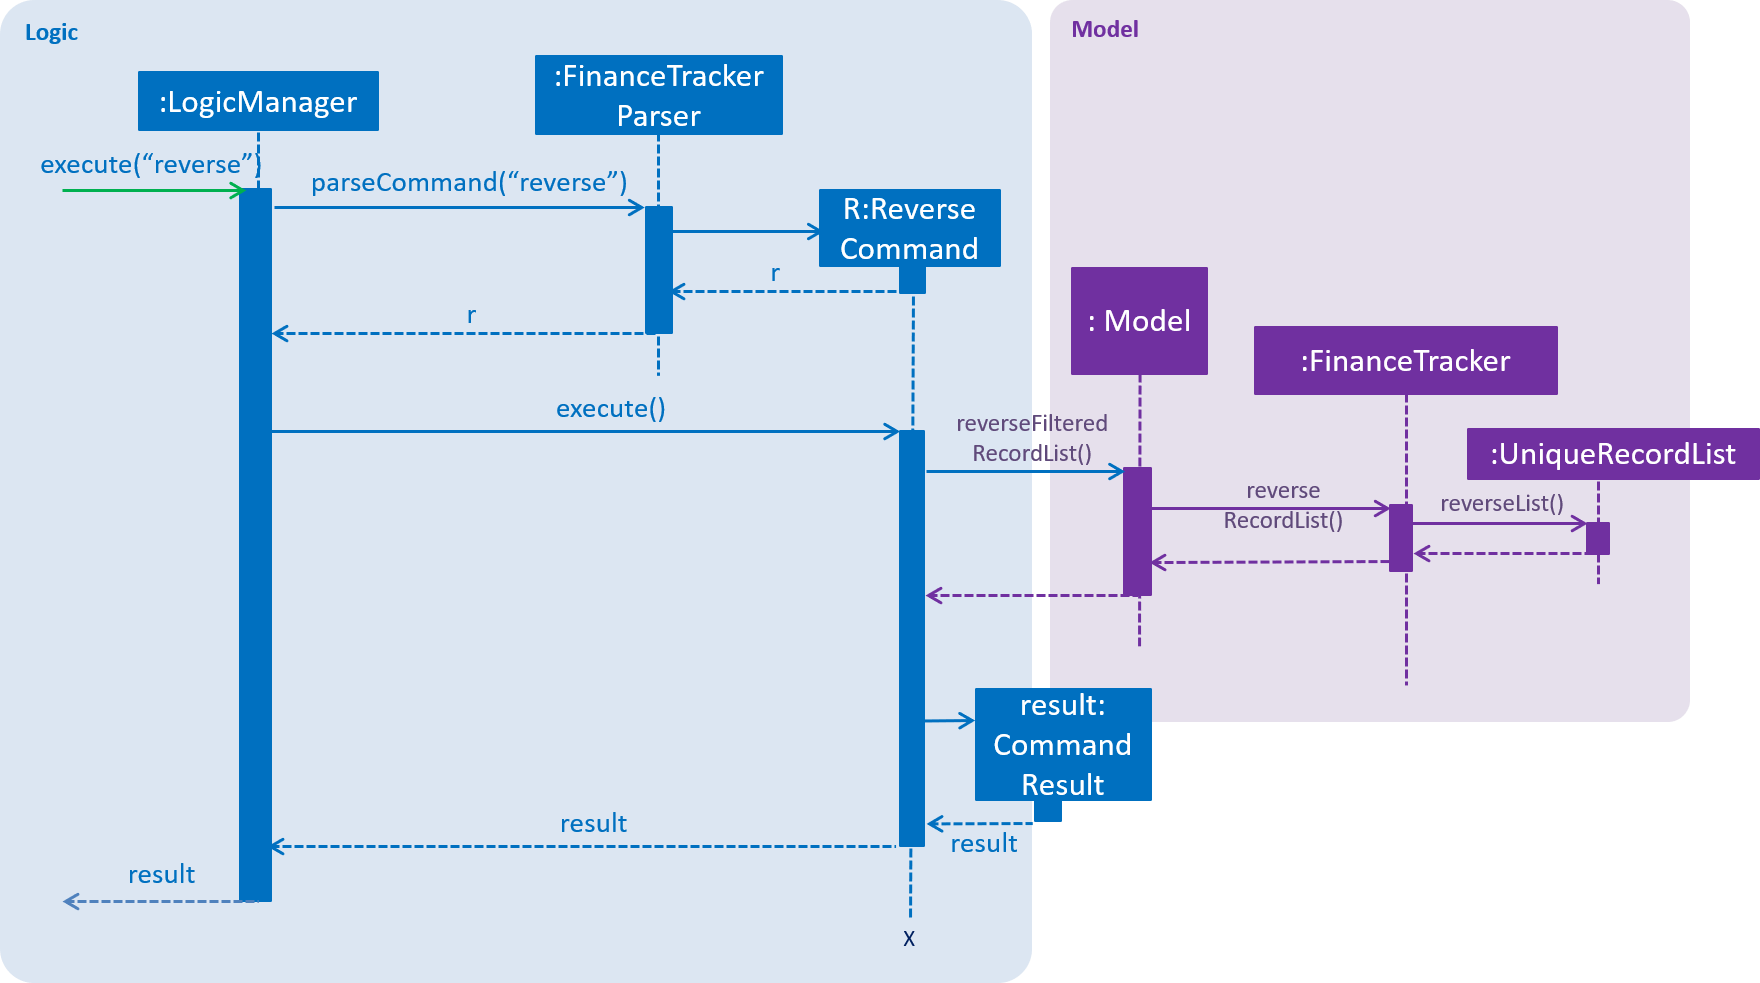 Logic
Model
:LogicManager
:FinanceTracker
Parser
execute(“reverse”)
parseCommand(“reverse”)
R:Reverse
Command
r
r
: Model
:FinanceTracker
execute()
reverseFiltered
RecordList()
:UniqueRecordList
reverse
RecordList()
reverseList()
result:
Command
Result
result
result
result
X